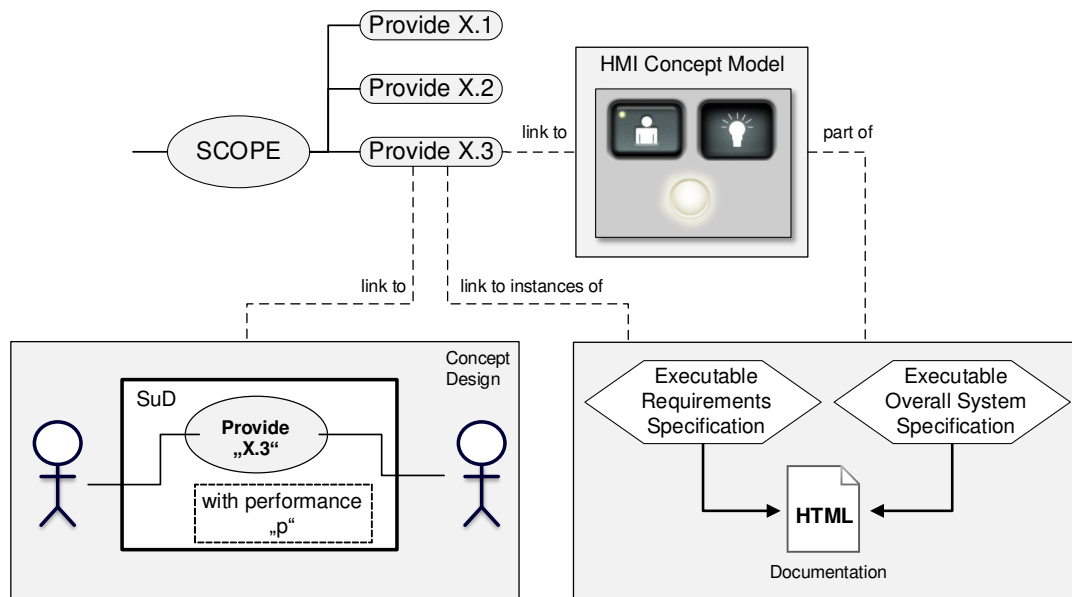 Provide X.1
Provide X.2
SCOPE
Provide X.3
link to
HMI Concept Model
part of
link to
link to instances of
Concept
Design
SuD
Provide
„X.3“
with performance
„p“
Executable
Requirements
Specification
Executable
Overall System
Specification
HTML
Documentation